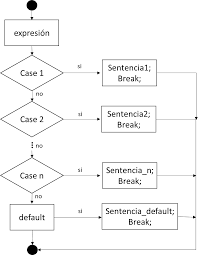 expresión
Case 1
si
Sentencia1;
Break;
no
Case 2
si
Sentencia2;
Break;
no
Case n
si
Sentencia_n;
Break;
no
default
si
Sentencia_default;
Break;